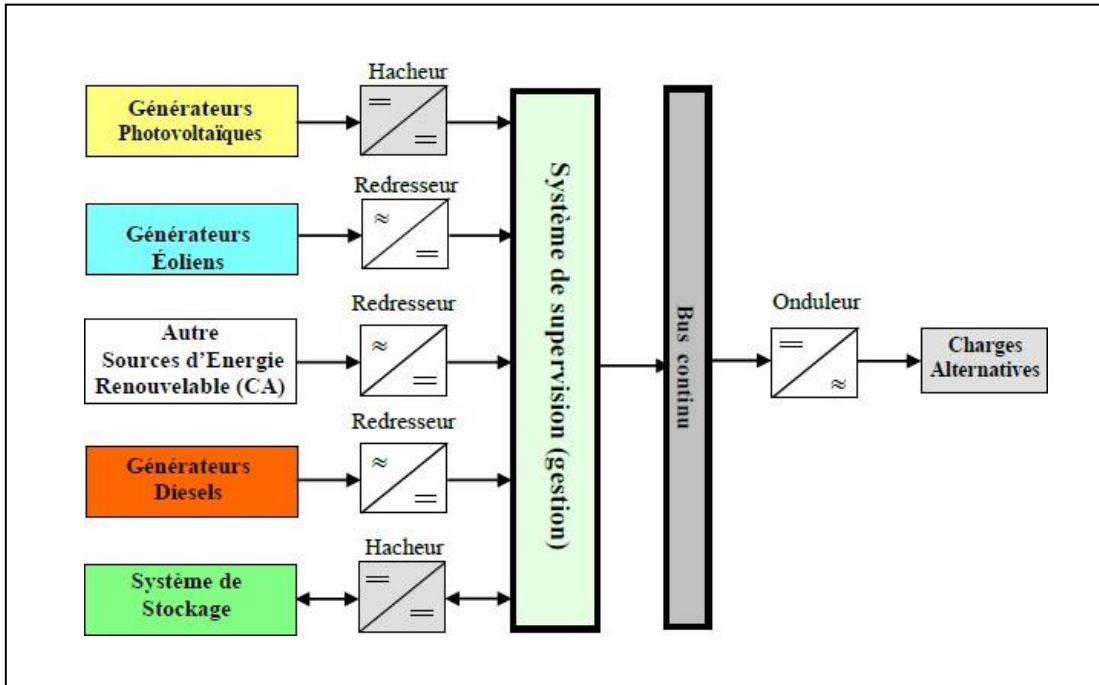 Hacheur
Générateurs
Photovoltaïques
Redresseur
Générateurs
Éoliens
Redresseur
Autre
Sources d'Energie
Renouvelable (CA)
Redresseur
Générateurs
Diesels
Hacheur
Système de
Stockage
Système de supervision (gestion)
Bus continu
Onduleur
Charges
Alternatives